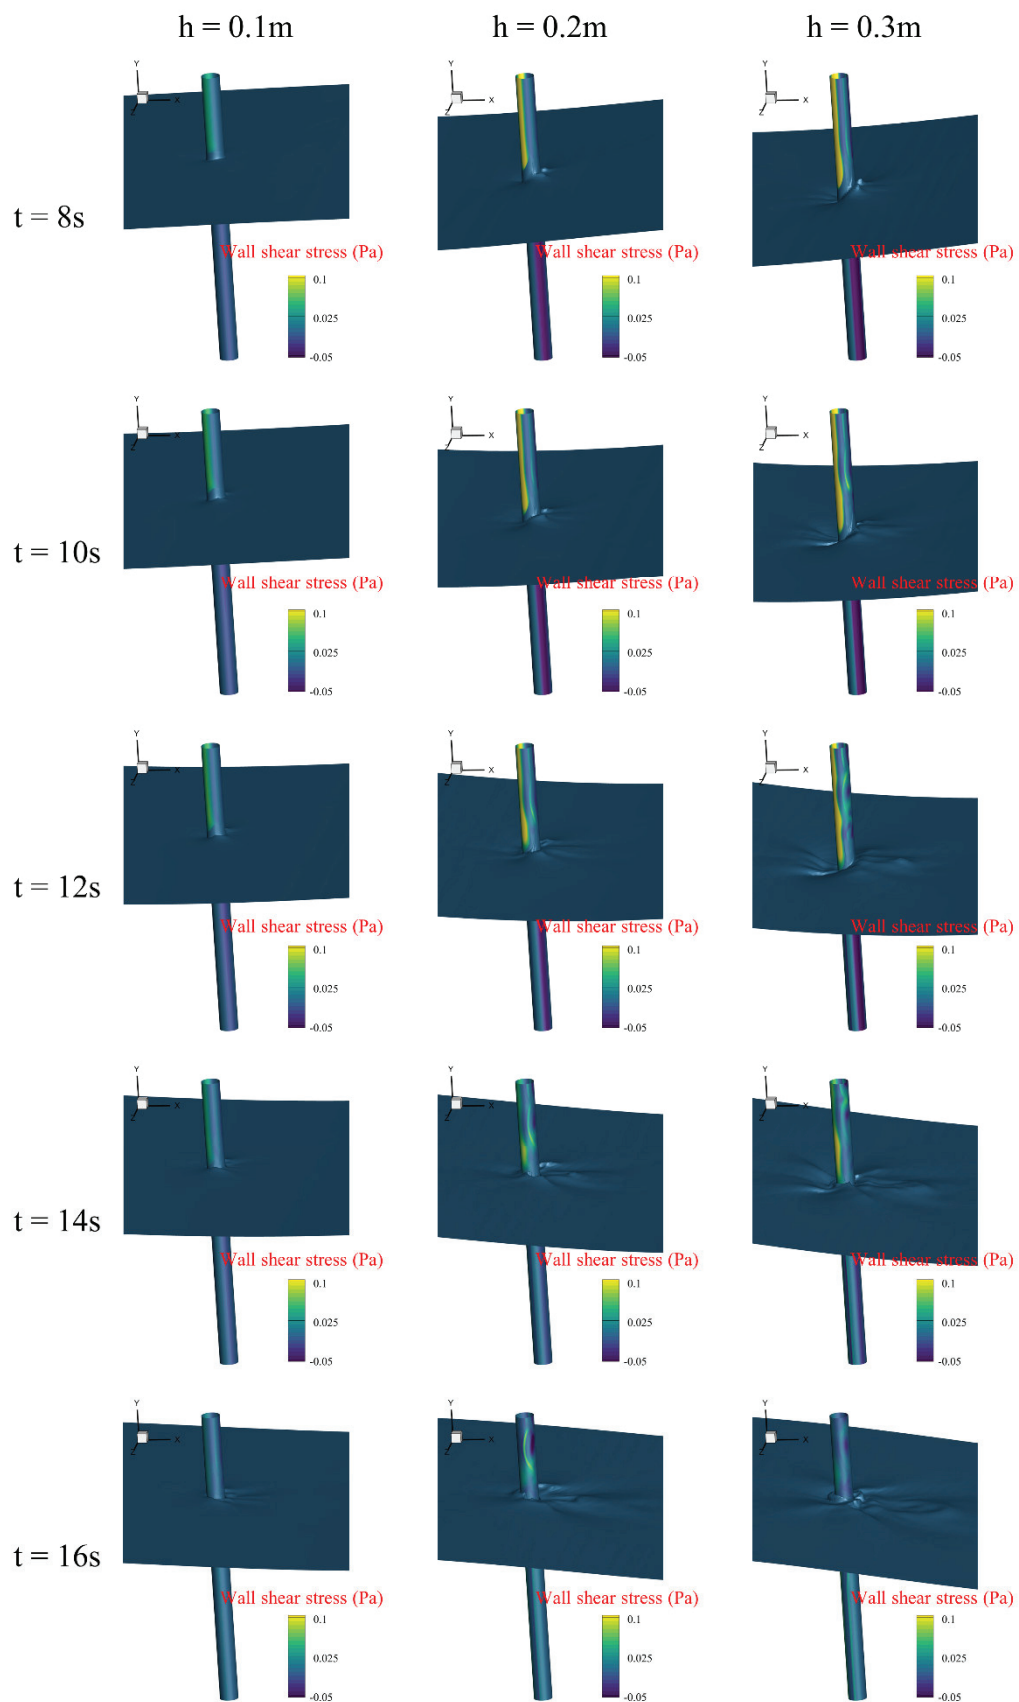 h = 0.1m h = 0.2m h = 0.3m
t = 8s
Y X Z Y X Z Y X Z
Wall shear stress (Pa) Wall shear stress (Pa) Wall shear stress (Pa)
0.1 0.1 0.1
0.025 0.025 0.025
-0.05 -0.05 -0.05
t = 10s
Y X Z Y X Z Y X Z
Wall shear stress (Pa) Wall shear stress (Pa) Wall shear stress (Pa)
0.1 0.1 0.1
0.025 0.025 0.025
-0.05 -0.05 -0.05
t = 12s
Y X Z Y X Z Y X Z
Wall shear stress (Pa) Wall shear stress (Pa) Wall shear stress (Pa)
0.1 0.1 0.1
0.025 0.025 0.025
-0.05 -0.05 -0.05
t = 14s
Y X Z Y X Z Y X Z
Wall shear stress (Pa) Wall shear stress (Pa) Wall shear stress (Pa)
0.1 0.1 0.1
0.025 0.025 0.025
-0.05 -0.05 -0.05
t = 16s
Y X Z Y X Z Y X Z
Wall shear stress (Pa) Wall shear stress (Pa) Wall shear stress (Pa)
0.1 0.1 0.1
0.025 0.025 0.025
-0.05 -0.05 -0.05